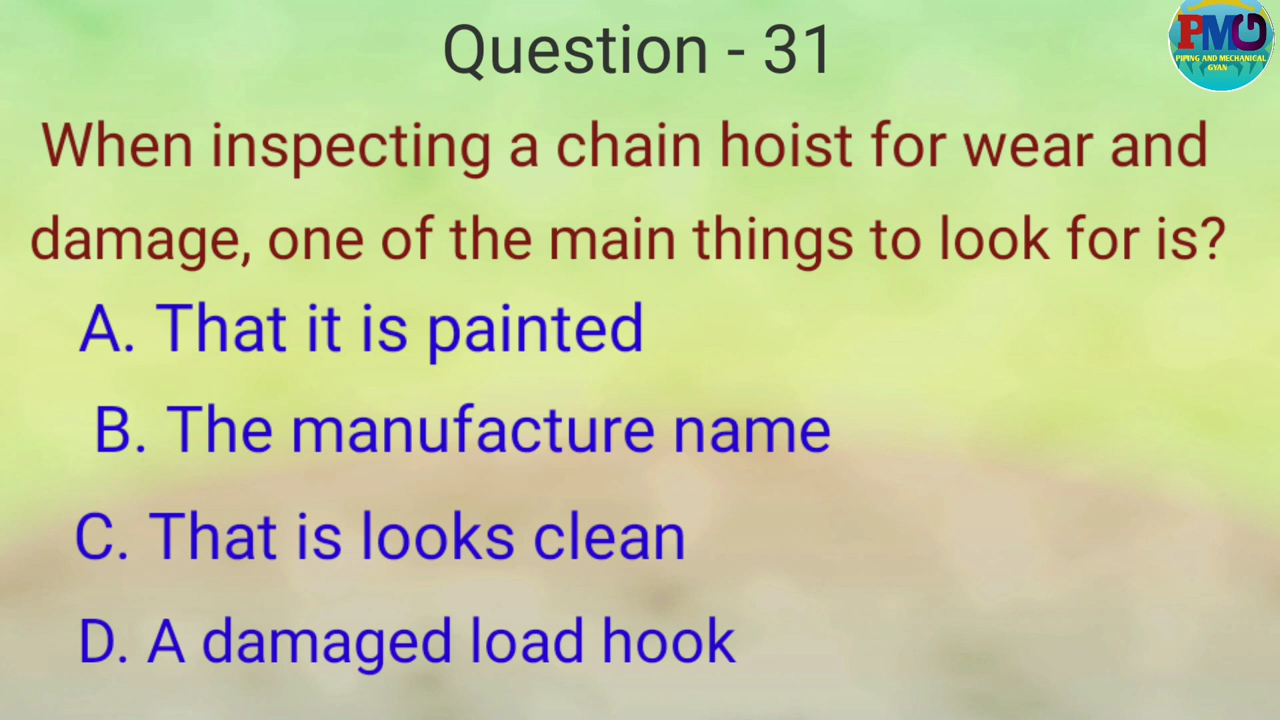 Question - 31
PMG
PIPING AND MECHANICAL
GYAN
When inspecting a chain hoist for wear and
damage, one of the main things to look for is?
A. That it is painted
B. The manufacture name
C. That is looks clean
D. A damaged load hook